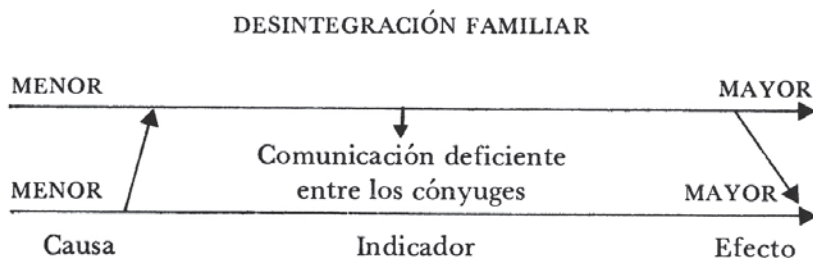 DESINTEGRACIÓN FAMILIAR
MENOR MAYOR
Comunicación deficiente
entre los cónyuges
MENOR MAYOR
Causa Indicador Efecto